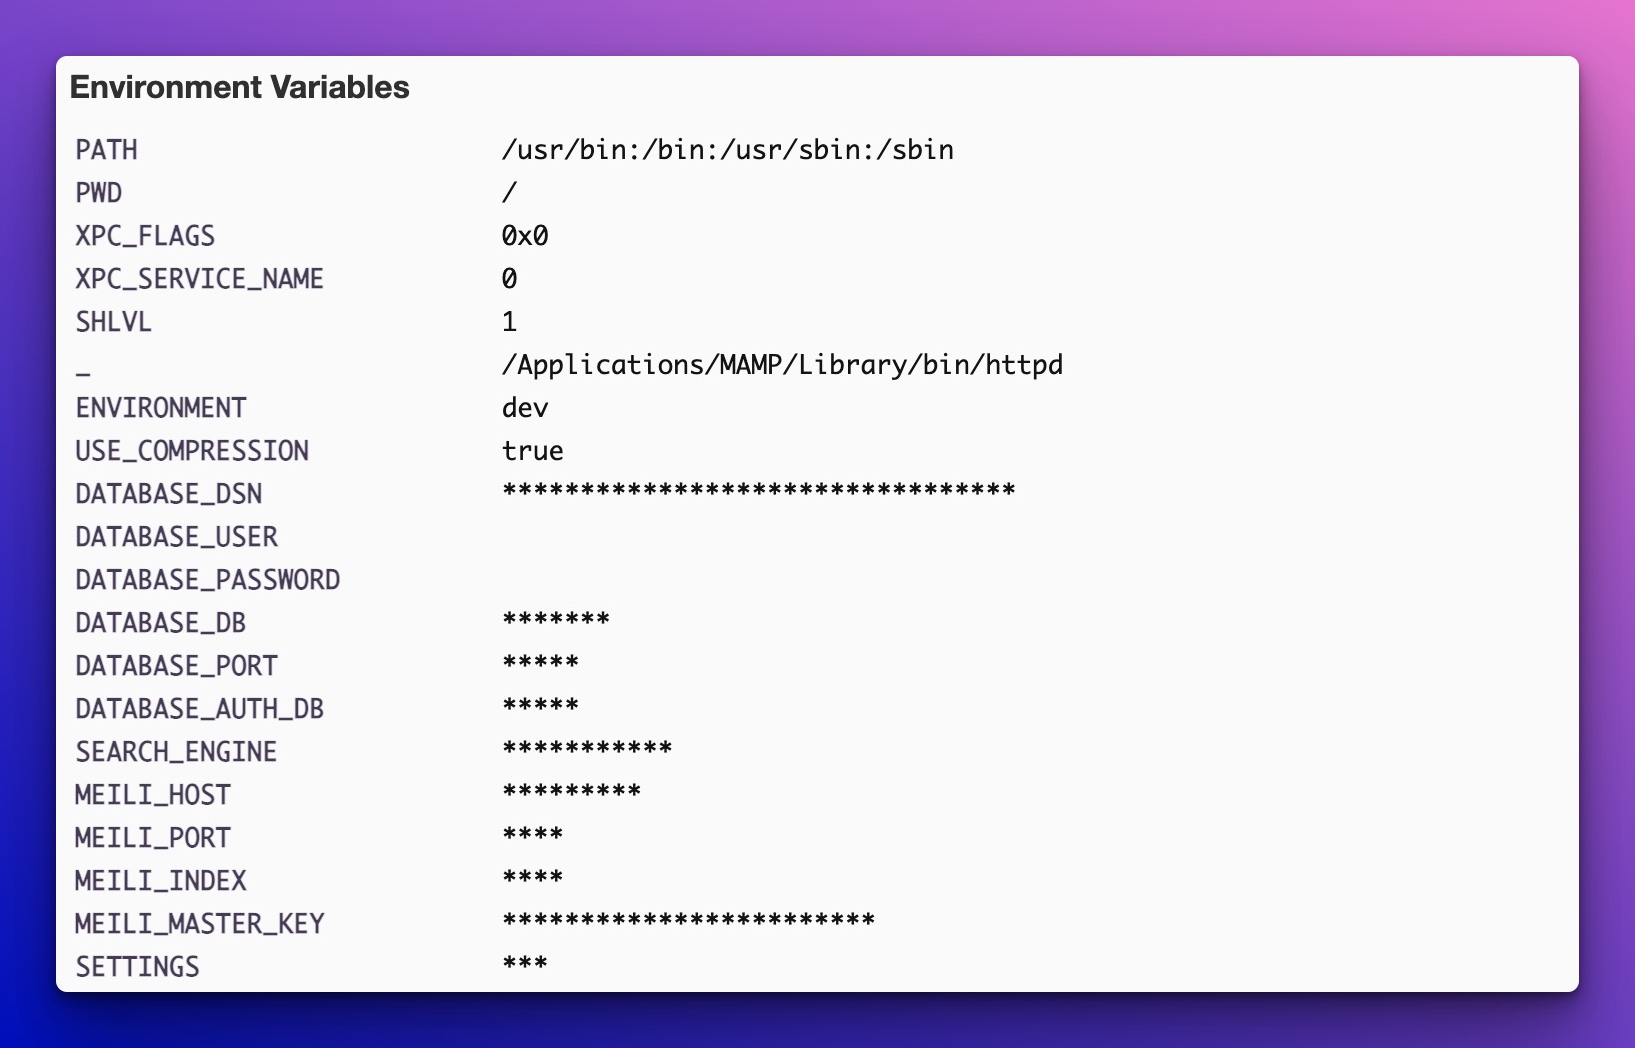 Environment Variables
PATH /usr/bin:/bin:/usr/sbin:/sbin
PWD /
XPC_FLAGS 0x0
XPC_SERVICE_NAME 0
SHLVL 1
_ /Applications/MAMP/Library/bin/httpd
ENVIRONMENT dev
USE_COMPRESSION true
DATABASE_DSN *********************************
DATABASE_USER
DATABASE_PASSWORD
DATABASE_DB *******
DATABASE_PORT *****
DATABASE_AUTH_DB *****
SEARCH_ENGINE ***********
MEILI_HOST *********
MEILI_PORT ****
MEILI_INDEX ****
MEILI_MASTER_KEY ************************
SETTINGS ***